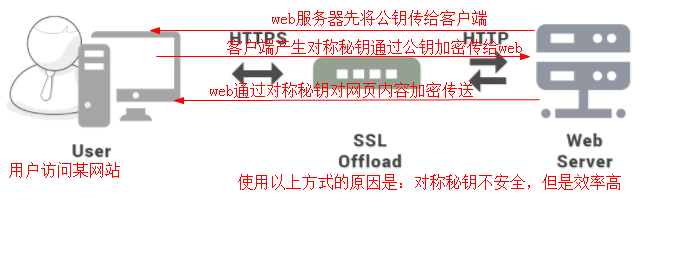 web服务器先将公钥传给客户端
HTTPS
HTTP
客户端产生对称秘钥通过公钥加密传给web
web通过对称秘钥对网页内容加密传送
User
SSL
Offload
Web
Server
用户访问某网站
使用以上方式的原因是：对称秘钥不安全，但是效率高